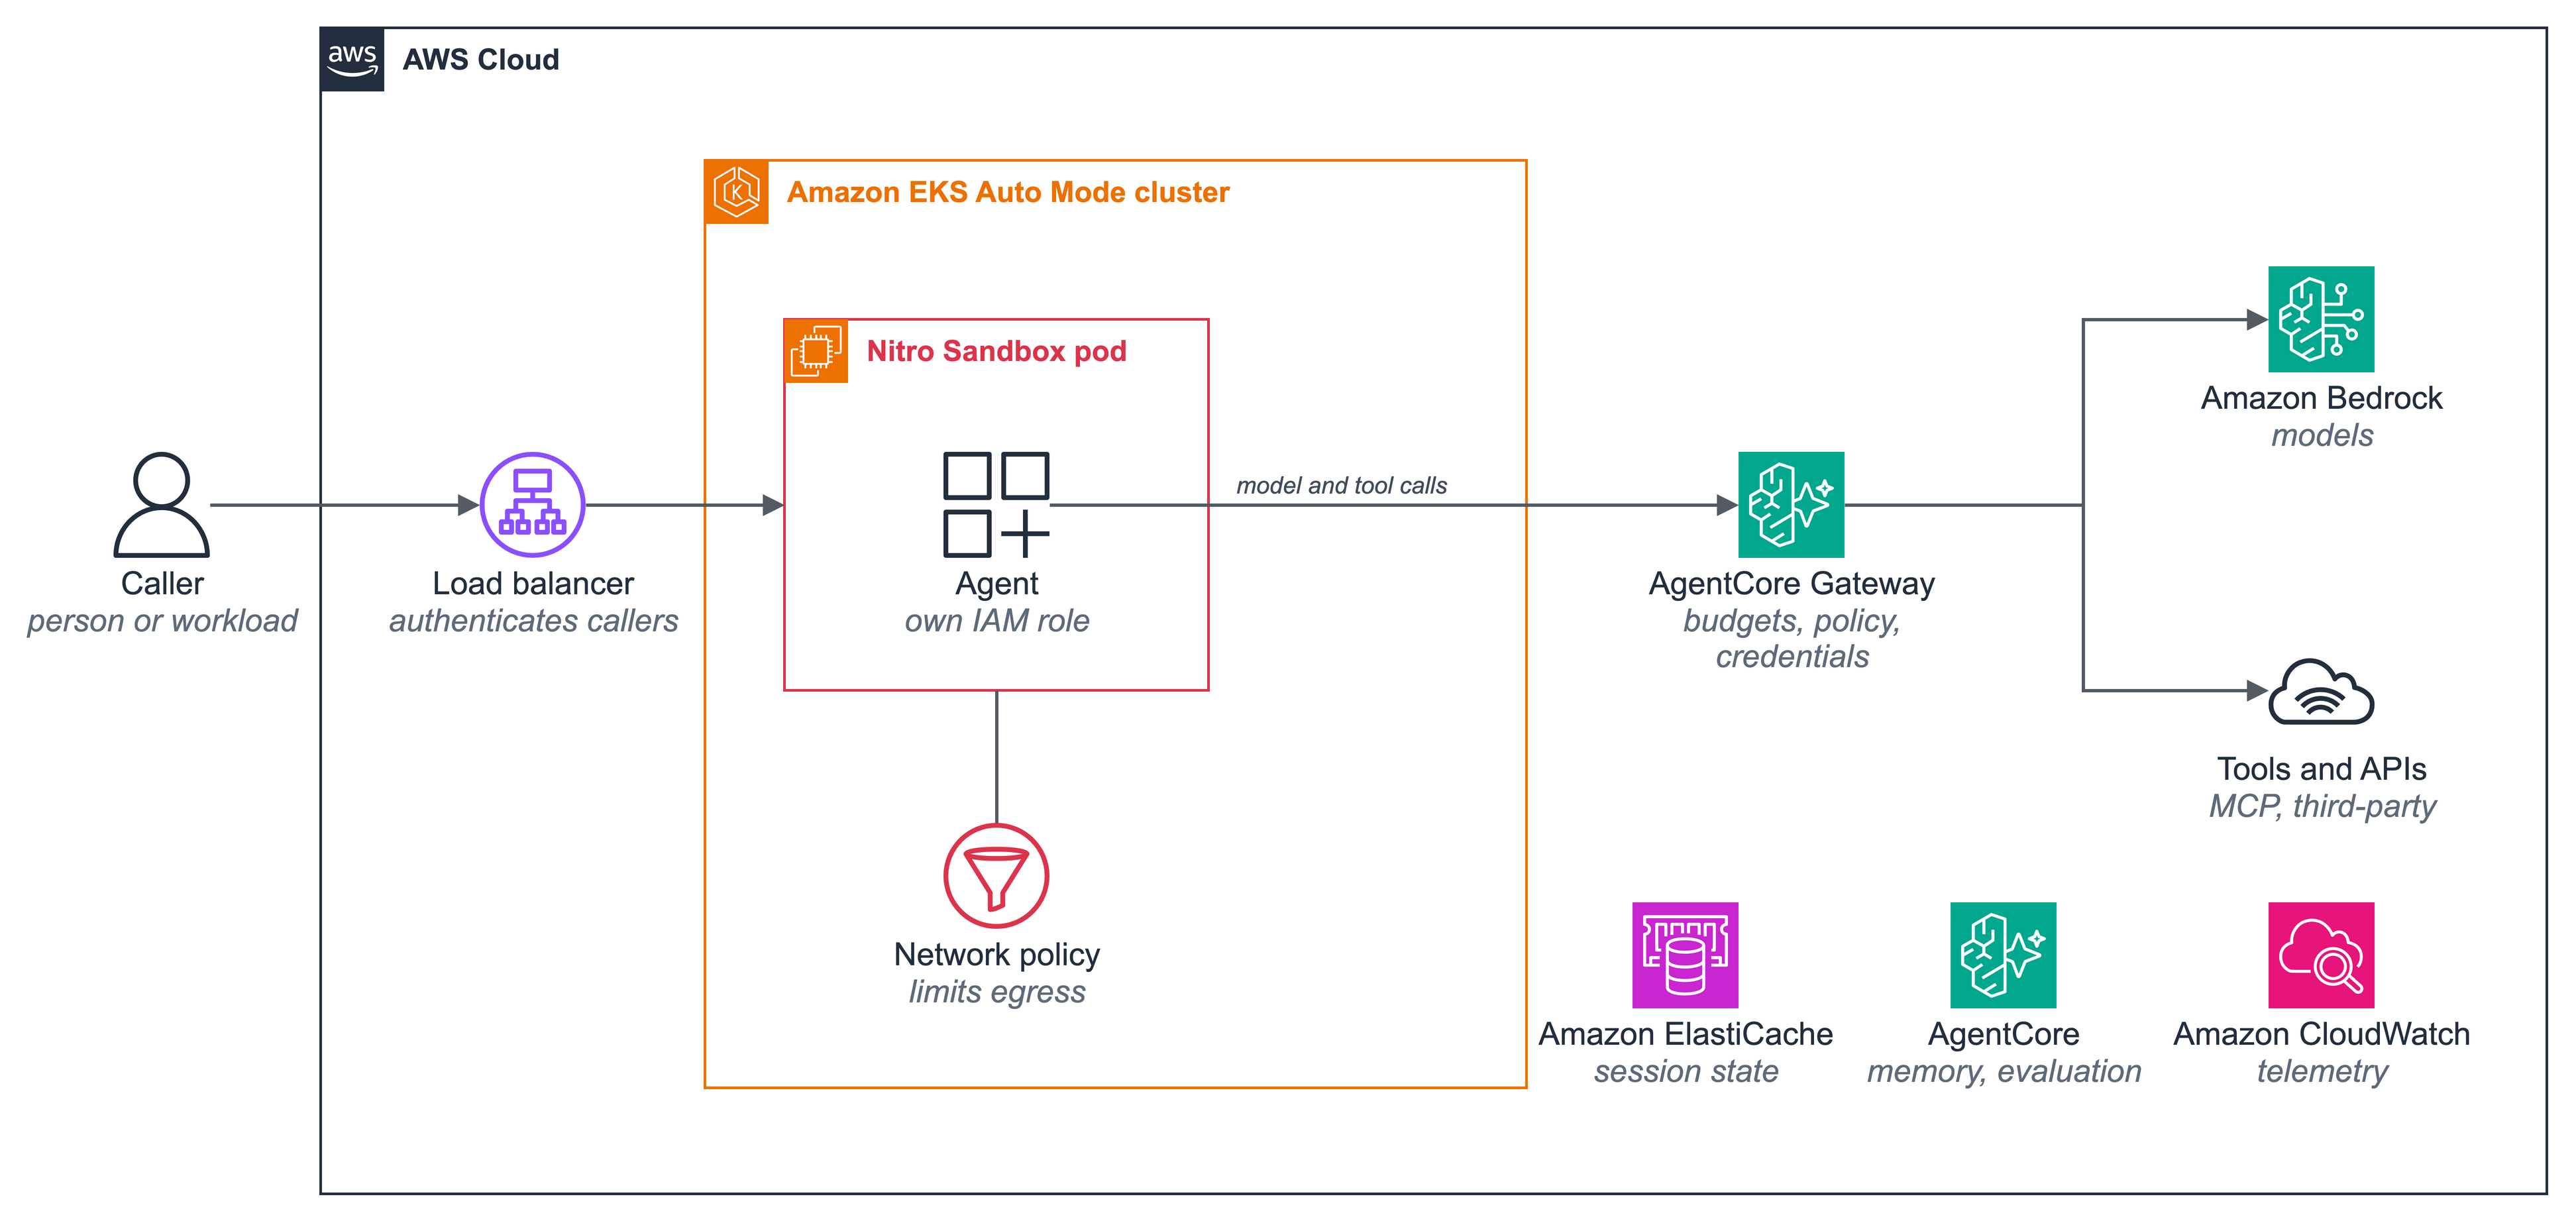 aws
AWS Cloud
Amazon EKS Auto Mode cluster
Nitro Sandbox pod
Caller
person or workload
Load balancer
authenticates callers
Agent
own IAM role
model and tool calls
AgentCore Gateway
budgets, policy,
credentials
Amazon Bedrock
models
Tools and APIs
MCP, third-party
Network policy
limits egress
Amazon ElastiCache
session state
AgentCore
memory, evaluation
Amazon CloudWatch
telemetry